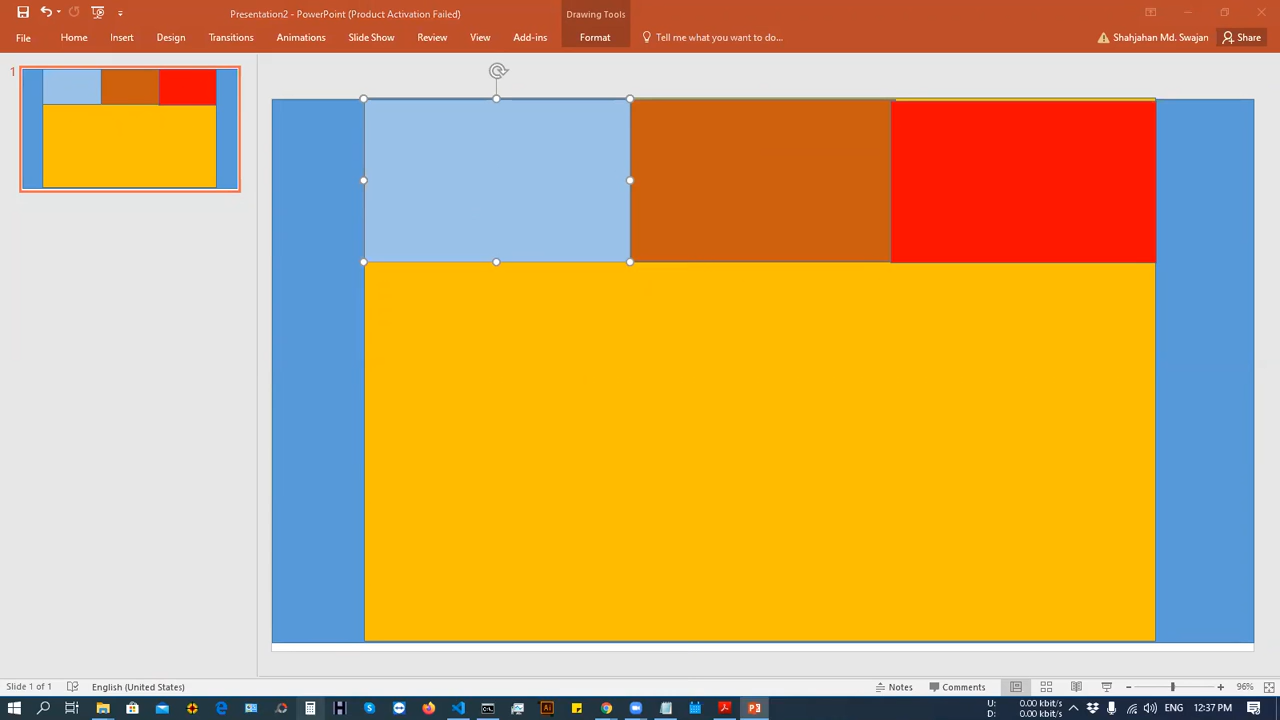 Presentation2 - PowerPoint (Product Activation Failed)
Drawing Tools
File Home Insert Design Transitions Animations Slide Show Review View Add-ins Format Tell me what you want to do... Shahjahan Md. Swajan Share
1
Slide 1 of 1 English (United States) Notes Comments 96%
U: 0.00 kbit/s
D: 0.00 kbit/s
ENG 12:37 PM